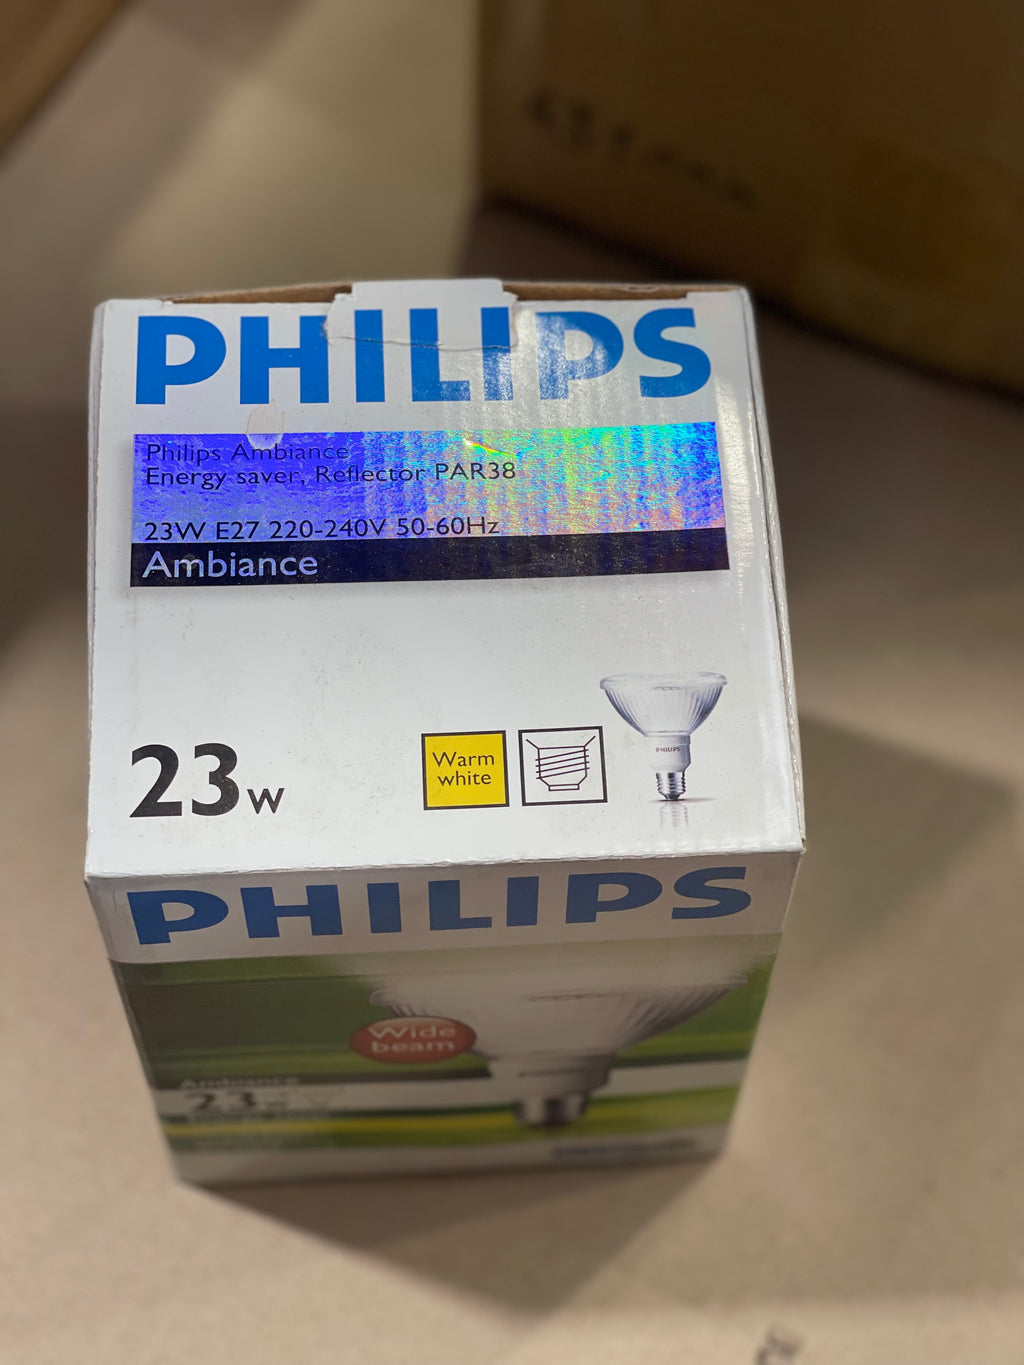 PHILIPS
Philips Ambiance
Energy saver, Reflector PAR38
23W E27 220-240V 50-60Hz
Ambiance
23W
Warm
white
PHILIPS
PHILIPS
Wide
beam
Ambiance
23W